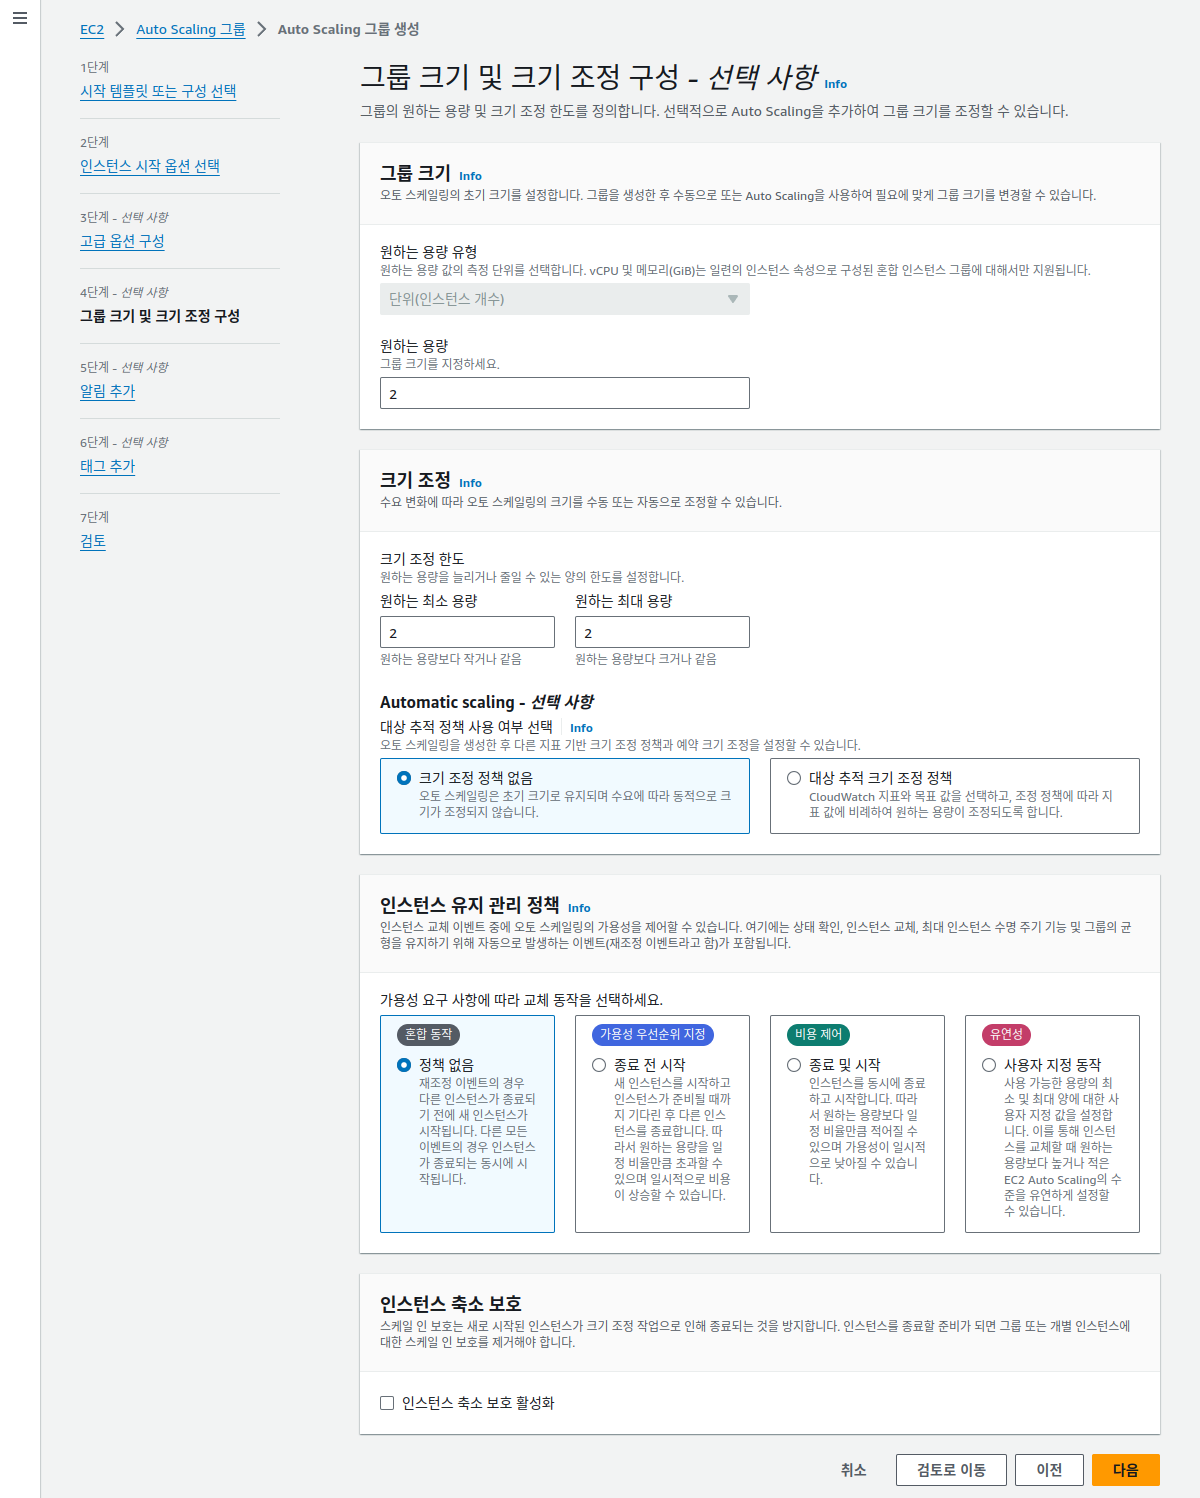 EC2
Auto Scaling 그룹
Auto Scaling 그룹 생성
1단계
시작 템플릿 또는 구성 선택
2단계
인스턴스 시작 옵션 선택
3단계 - 선택 사항
고급 옵션 구성
4단계 - 선택 사항
그룹 크기 및 크기 조정 구성
5단계 - 선택 사항
알림 추가
6단계 - 선택 사항
태그 추가
7단계
검토
그룹 크기 및 크기 조정 구성 - 선택 사항 Info
그룹의 원하는 용량 및 크기 조정 한도를 정의합니다. 선택적으로 Auto Scaling을 추가하여 그룹 크기를 조정할 수 있습니다.
그룹 크기 Info
오토 스케일링의 초기 크기를 설정합니다. 그룹을 생성한 후 수동으로 또는 Auto Scaling을 사용하여 필요에 맞게 그룹 크기를 변경할 수 있습니다.
원하는 용량 유형
원하는 용량 값의 측정 단위를 선택합니다. vCPU 및 메모리(GiB)는 일련의 인스턴스 속성으로 구성된 혼합 인스턴스 그룹에 대해서만 지원됩니다.
단위(인스턴스 개수)
원하는 용량
그룹 크기를 지정하세요.
2
크기 조정 Info
수요 변화에 따라 오토 스케일링의 크기를 수동 또는 자동으로 조정할 수 있습니다.
크기 조정 한도
원하는 용량을 늘리거나 줄일 수 있는 양의 한도를 설정합니다.
원하는 최소 용량
2
원하는 용량보다 작거나 같음
원하는 최대 용량
2
원하는 용량보다 크거나 같음
Automatic scaling - 선택 사항
대상 추적 정책 사용 여부 선택 Info
오토 스케일링을 생성한 후 다른 지표 기반 크기 조정 정책과 예약 크기 조정을 설정할 수 있습니다.
크기 조정 정책 없음
오토 스케일링은 초기 크기로 유지되며 수요에 따라 동적으로 크
기가 조정되지 않습니다.
대상 추적 크기 조정 정책
CloudWatch 지표와 목표 값을 선택하고, 조정 정책에 따라 지
표 값에 비례하여 원하는 용량이 조정되도록 합니다.
인스턴스 유지 관리 정책 Info
인스턴스 교체 이벤트 중에 오토 스케일링의 가용성을 제어할 수 있습니다. 여기에는 상태 확인, 인스턴스 교체, 최대 인스턴스 수명 주기 기능 및 그룹의 균
형을 유지하기 위해 자동으로 발생하는 이벤트(재조정 이벤트라고 함)가 포함됩니다.
가용성 요구 사항에 따라 교체 동작을 선택하세요.
혼합 동작
정책 없음
재조정 이벤트의 경우
다른 인스턴스가 종료되
기 전에 새 인스턴스가
시작됩니다. 다른 모든
이벤트의 경우 인스턴스
가 종료되는 동시에 시
작됩니다.
가용성 우선순위 지정
종료 전 시작
새 인스턴스를 시작하고
인스턴스가 준비될 때까
지 기다린 후 다른 인스
턴스를 종료합니다. 따
라서 원하는 용량을 일
정 비율만큼 초과할 수
있으며 일시적으로 비용
이 상승할 수 있습니다.
비용 제어
종료 및 시작
인스턴스를 동시에 종료
하고 시작합니다. 따라
서 원하는 용량보다 일
정 비율만큼 적어질 수
있으며 가용성이 일시적
으로 낮아질 수 있습니
다.
유연성
사용자 지정 동작
사용 가능한 용량의 최
소 및 최대 양에 대한 사
용자 지정 값을 설정합
니다. 이를 통해 인스턴
스를 교체할 때 원하는
용량보다 높거나 적은
EC2 Auto Scaling의 수
준을 유연하게 설정할
수 있습니다.
인스턴스 축소 보호
스케일 인 보호는 새로 시작된 인스턴스가 크기 조정 작업으로 인해 종료되는 것을 방지합니다. 인스턴스를 종료할 준비가 되면 그룹 또는 개별 인스턴스에
대한 스케일 인 보호를 제거해야 합니다.
인스턴스 축소 보호 활성화
취소
검토로 이동
이전
다음